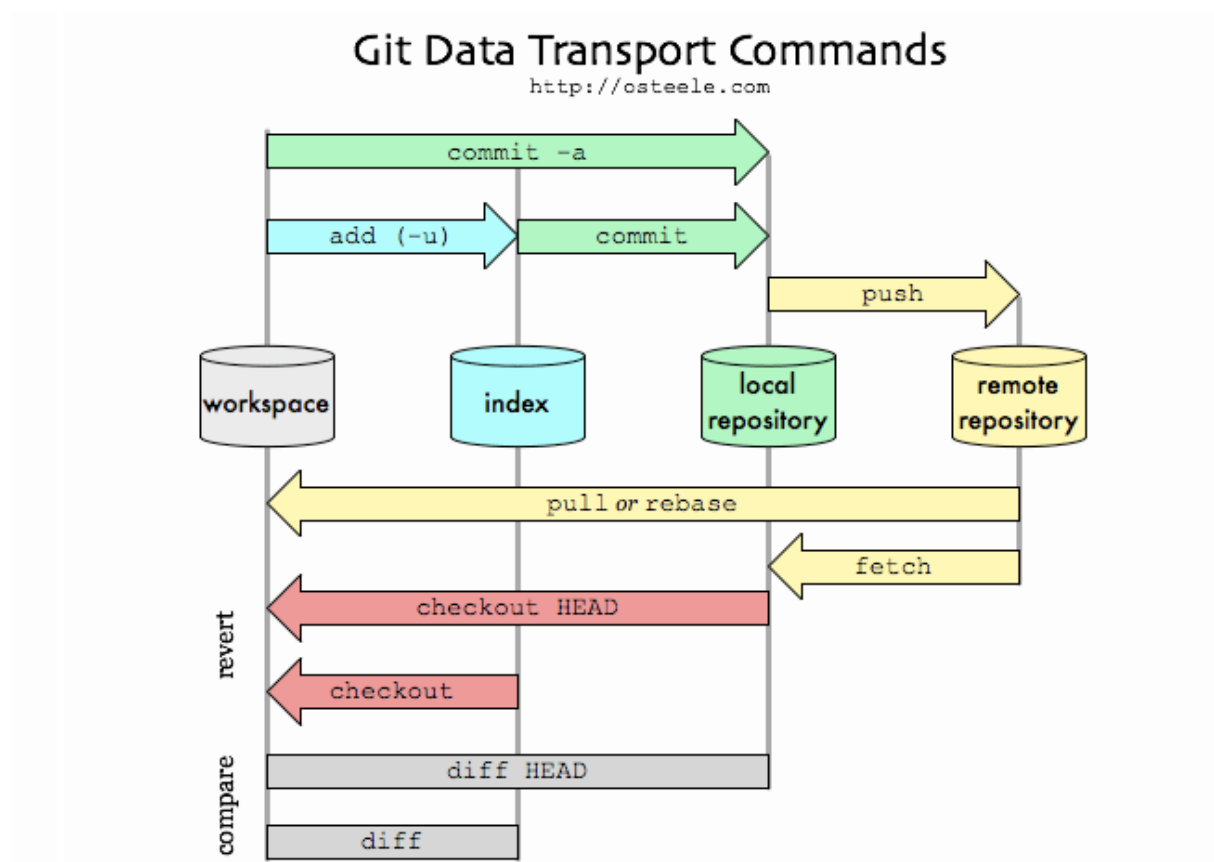 Git Data Transport Commands
http://osteele.com
commit -a
add (-u)
commit
push
workspace
index
local
repository
remote
repository
pull or rebase
fetch
revert
checkout HEAD
checkout
compare
diff HEAD
diff